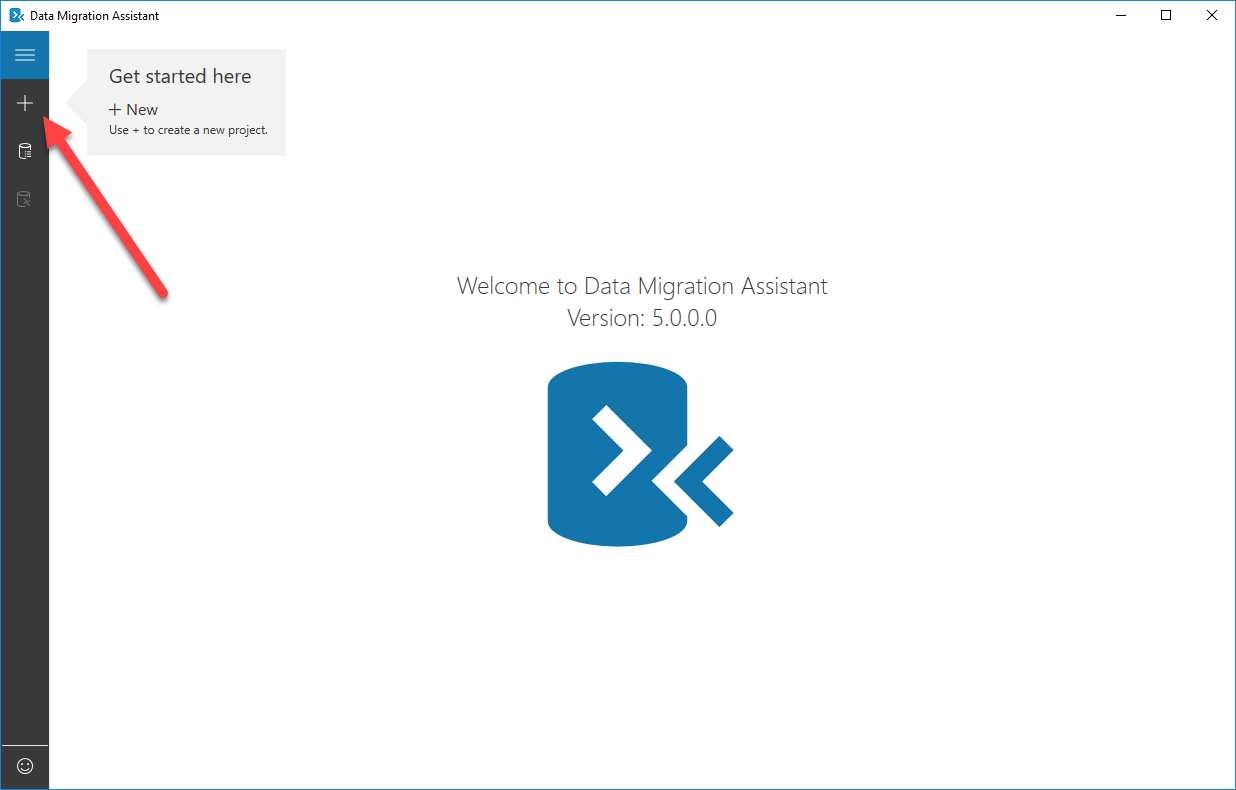 Data Migration Assistant
Get started here
+ New
Use + to create a new project.
Welcome to Data Migration Assistant
Version: 5.0.0.0